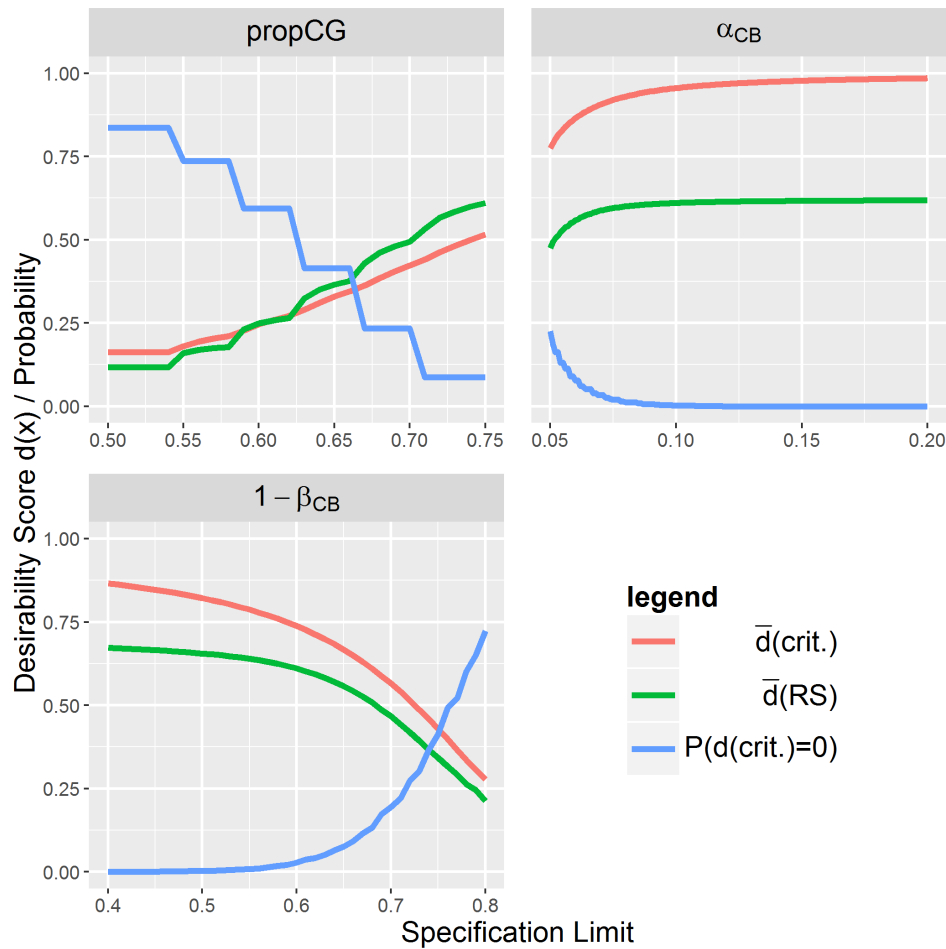 propCG
α_CB
Desirability Score d(x) / Probability
1.00
0.75
0.50
0.25
0.00
0.50 0.55 0.60 0.65 0.70 0.75
0.05 0.10 0.15 0.20
1 − β_CB
1.00
0.75
0.50
0.25
0.00
0.4 0.5 0.6 0.7 0.8
Specification Limit
legend
d̅(crit.)
d̅(RS)
P(d(crit.)=0)